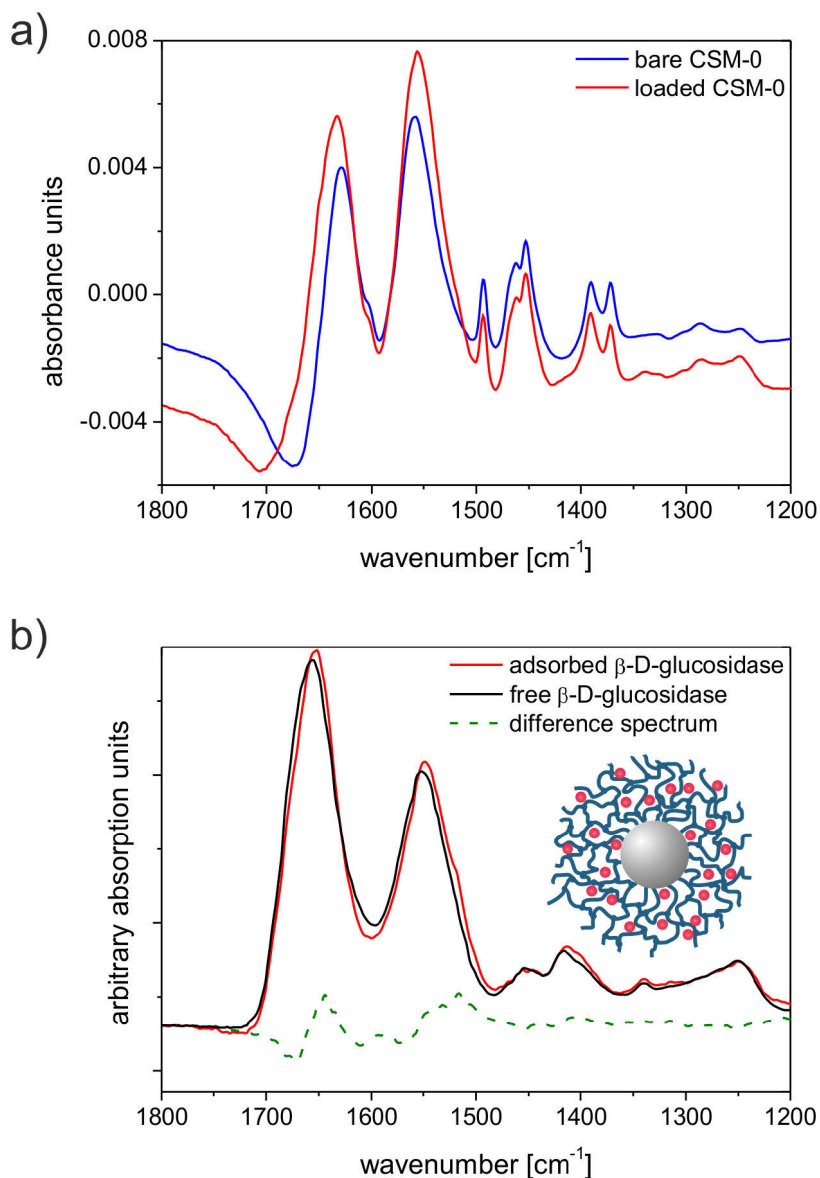 a)
0.008
0.004
0.000
-0.004
absorbance units
bare CSM-0
loaded CSM-0
1800 1700 1600 1500 1400 1300 1200
wavenumber [cm⁻¹]
b)
arbitrary absorption units
adsorbed β-D-glucosidase
free β-D-glucosidase
difference spectrum
1800 1700 1600 1500 1400 1300 1200
wavenumber [cm⁻¹]